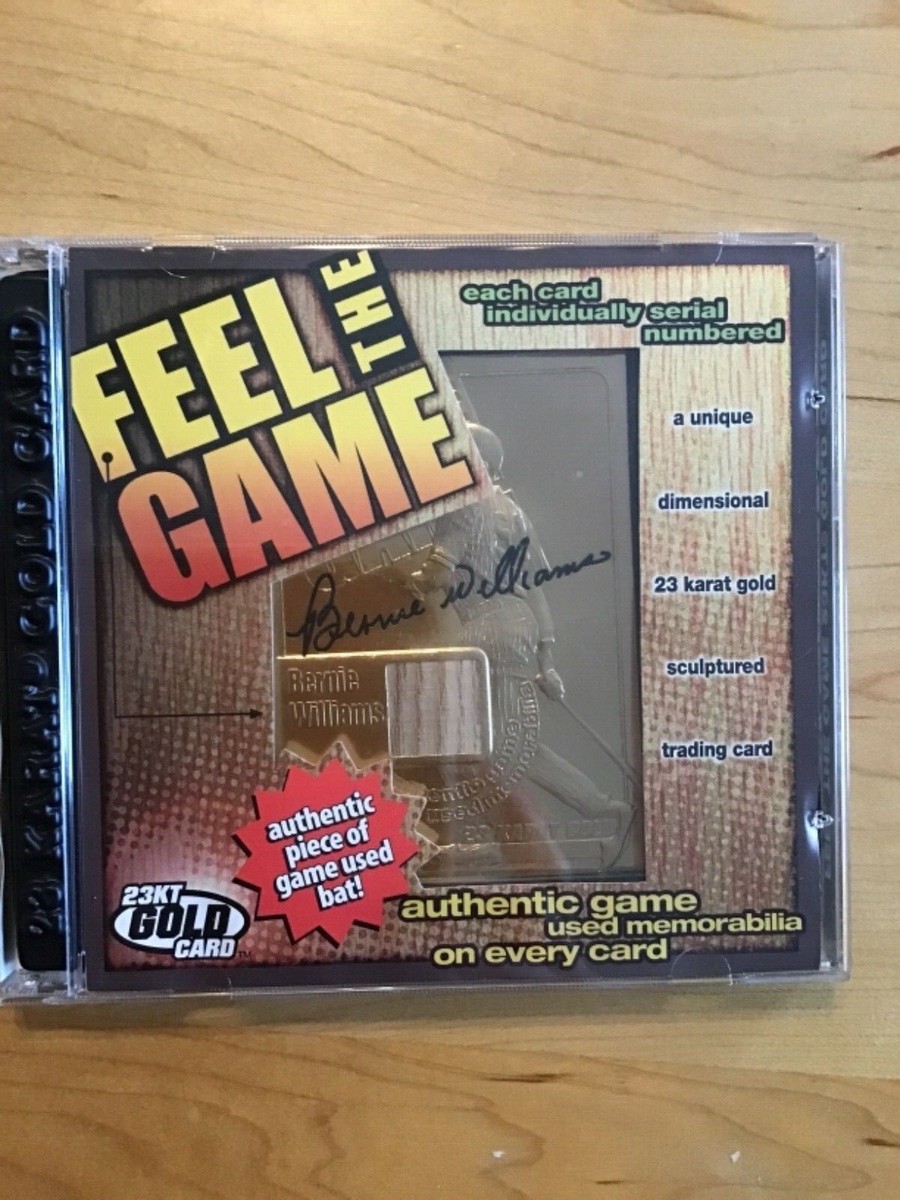 FEEL THE
GAME
each card
individually serial
numbered
a unique
dimensional
23 karat gold
sculptured
trading card
Bernie Williams
Bernie
Williams
authentic
piece of
game used
bat!
23KT
GOLD
CARD™
authentic game
used memorabilia
on every card
23 KARAT GOLD CARD